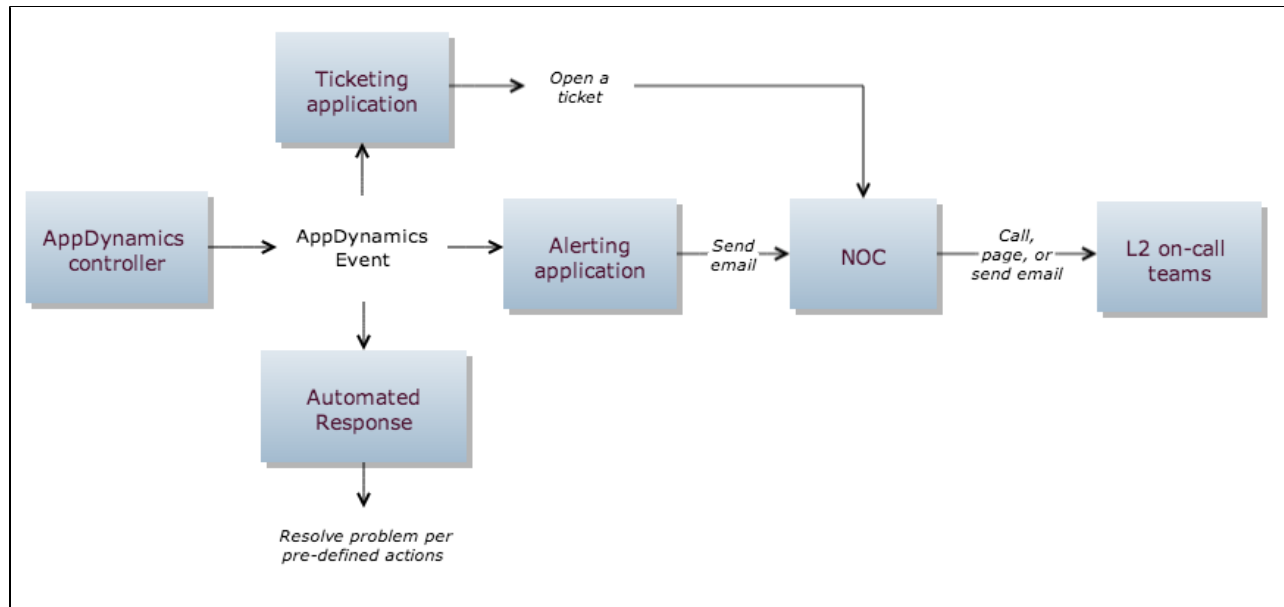 Ticketing
application
Open a
ticket
AppDynamics
controller
AppDynamics
Event
Alerting
application
Send
email
NOC
Call,
page, or
send email
L2 on-call
teams
Automated
Response
Resolve problem per
pre-defined actions